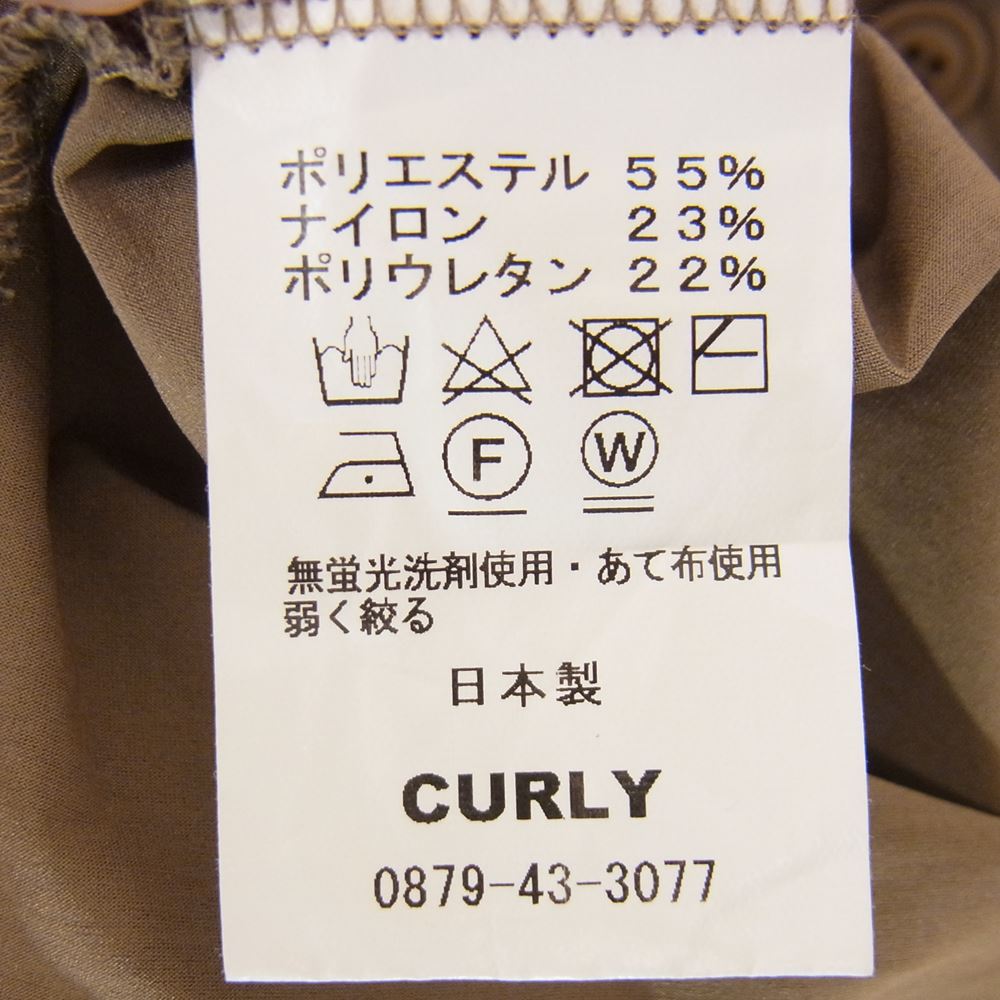 ポリエステル 55%
ナイロン 23%
ポリウレタン 22%
F W
無蛍光洗剤使用・あて布使用
弱く絞る
日本製
CURLY
0879-43-3077